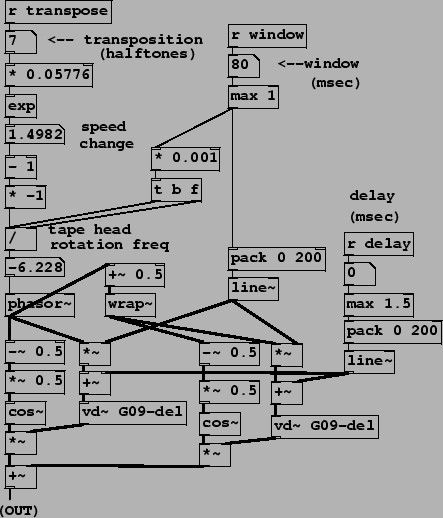 r transpose
7
<-- transposition
(halftones)
* 0.05776
exp
1.4982
speed
change
- 1
* -1
/
tape head
rotation freq
-6.228
phasor~
+~ 0.5
wrap~
-~ 0.5
*~
*~ 0.5
+~
cos~
vd~ G09-del
*~
+~
(OUT)
r window
80
<--window
(msec)
max 1
* 0.001
t b f
pack 0 200
line~
-~ 0.5
*~
*~ 0.5
+~
cos~
vd~ G09-del
*~
delay
(msec)
r delay
0
max 1.5
pack 0 200
line~